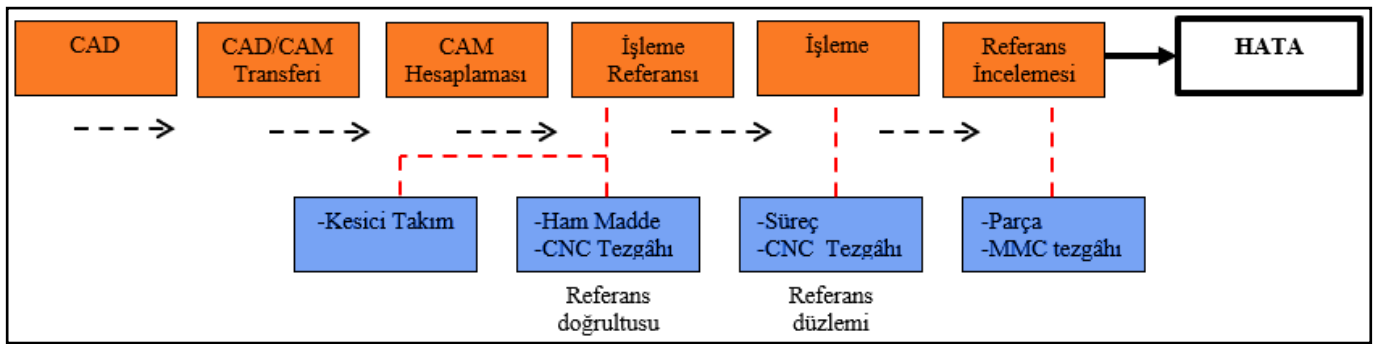 CAD
CAD/CAM
Transferi
CAM
Hesaplaması
İşleme
Referansı
İşleme
Referans
İncelemesi
HATA
-Kesici Takım
-Ham Madde
-CNC Tezgâhı
-Süreç
-CNC Tezgâhı
-Parça
-MMC tezgâhı
Referans
doğrultusu
Referans
düzlemi